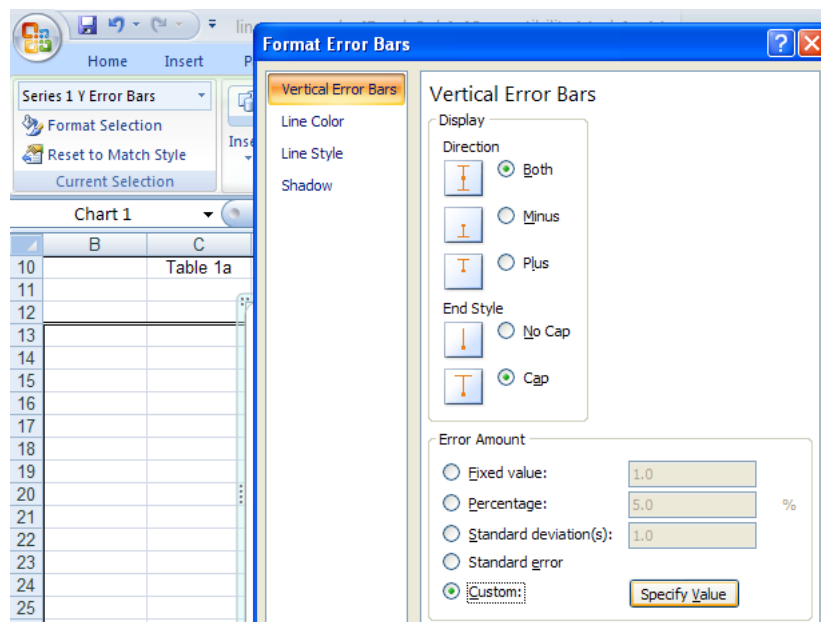 lin
Home Insert P
Series 1 Y Error Bars
Format Selection
Reset to Match Style
Current Selection
Inse
Chart 1
B C
10 Table 1a
11
12
13
14
15
16
17
18
19
20
21
22
23
24
25
Format Error Bars
?
Vertical Error Bars
Line Color
Line Style
Shadow
Vertical Error Bars
Display
Direction
Both
Minus
Plus
End Style
No Cap
Cap
Error Amount
Fixed value: 1.0
Percentage: 5.0 %
Standard deviation(s): 1.0
Standard error
Custom: Specify Value